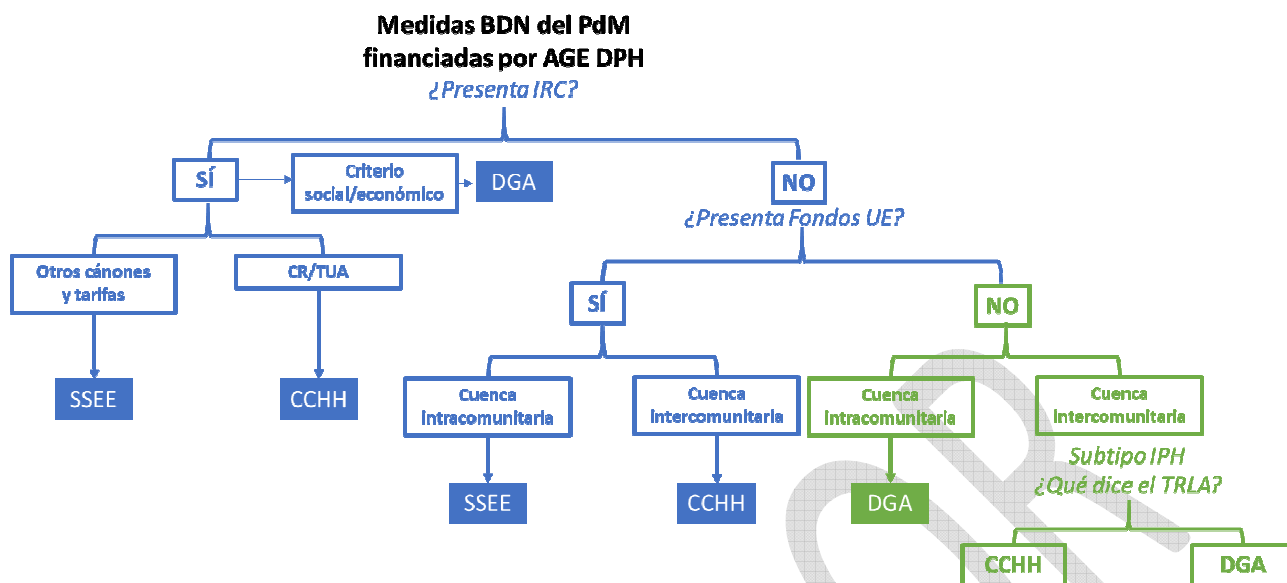 Medidas BDN del PdM
financiadas por AGE DPH
¿Presenta IRC?
SÍ
Criterio
social/económico
DGA
NO
¿Presenta Fondos UE?
Otros cánones
y tarifas
CR/TUA
SÍ
NO
SSEE
CCHH
Cuenca
intracomunitaria
Cuenca
intercomunitaria
Cuenca
intracomunitaria
Cuenca
intercomunitaria
Subtipo IPH
¿Qué dice el TRLA?
SSEE
CCHH
DGA
CCHH
DGA